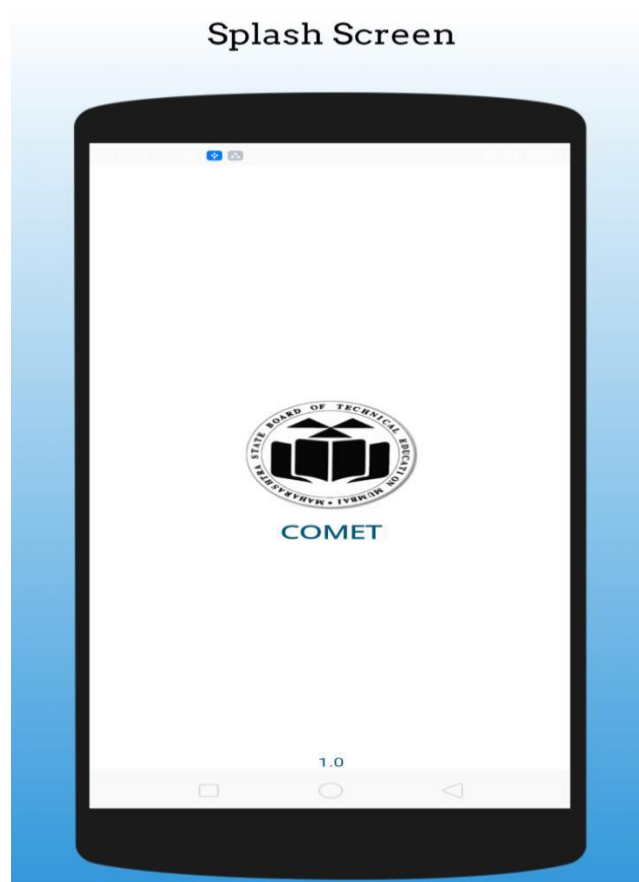 Splash Screen
MAHARASHTRA STATE BOARD OF TECHNICAL EDUCATION MUMBAI •
COMET
1.0